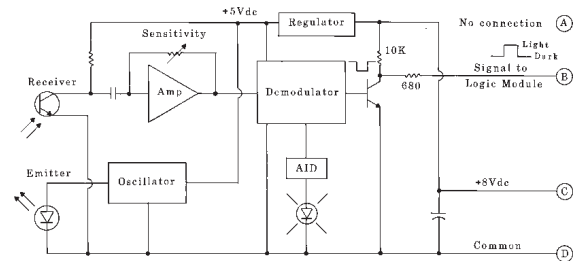 +5Vdc
Regulator
No connection
A
Sensitivity
10K
Light
Dark
Receiver
Amp
Demodulator
680
Signal to
Logic Module
B
Emitter
Oscillator
AID
+8Vdc
C
Common
D